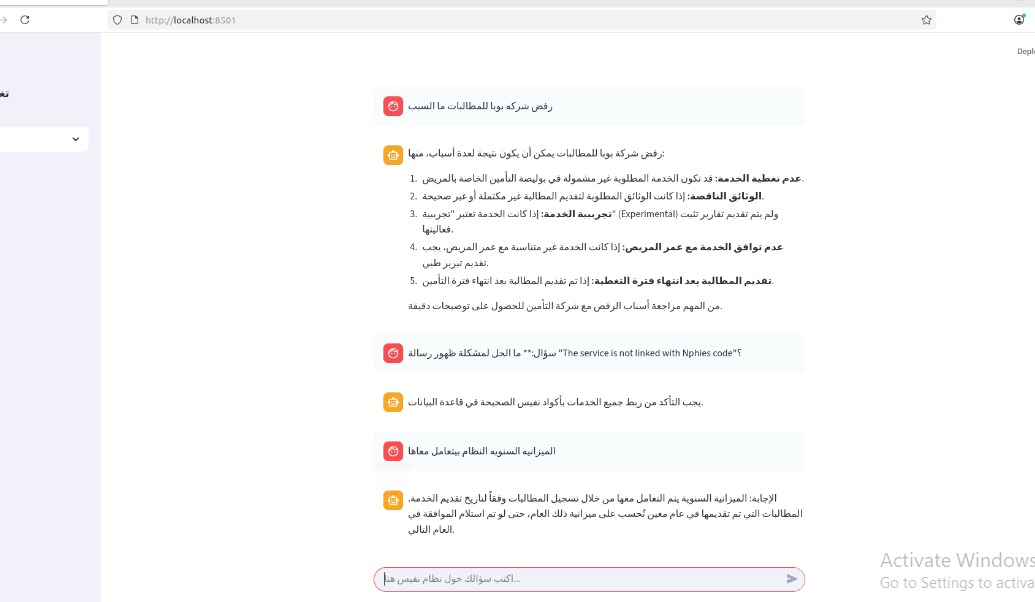 http://localhost:8501
Depl
تغ
رفض شركه بوبا للمطالبات ما السبب
رفض شركة بوبا للمطالبات يمكن أن يكون نتيجة لعدة أسباب، منها:
1. عدم تغطية الخدمة: قد تكون الخدمة المطلوبة غير مشمولة في بوليصة التأمين الخاصة بالمريض.
2. الوثائق الناقصة: إذا كانت الوثائق المطلوبة لتقديم المطالبة غير مكتملة أو غير صحيحة.
3. تجريبية الخدمة: إذا كانت الخدمة تعتبر "تجريبية" (Experimental) ولم يتم تقديم تقارير تثبت
فعاليتها.
4. عدم توافق الخدمة مع عمر المريض: إذا كانت الخدمة غير متناسبة مع عمر المريض، يجب
تقديم تبرير طبي.
5. تقديم المطالبة بعد انتهاء فترة التغطية: إذا تم تقديم المطالبة بعد انتهاء فترة التأمين.
من المهم مراجعة أسباب الرفض مع شركة التأمين للحصول على توصيحات دقيقة.
سؤال:** ما الحل لمشكلة ظهور رسالة "The service is not linked with Nphies code"؟
يجب التأكد من ربط جميع الخدمات بأكواد نفيس الصحيحة في قاعدة البيانات.
الميزانيه السنويه النظام بيتعامل معاها
الإجابة: الميزانية السنوية يتم التعامل معها من خلال تسجيل المطالبات وفقاً لتاريخ تقديم الخدمة.
المطالبات التي تم تقديمها في عام معين تُحسب على ميزانية ذلك العام، حتى لو تم استلام الموافقة في
العام التالي.
اكتب سؤالك حول نظام نفيس هنا...
Activate Windows
Go to Settings to activa